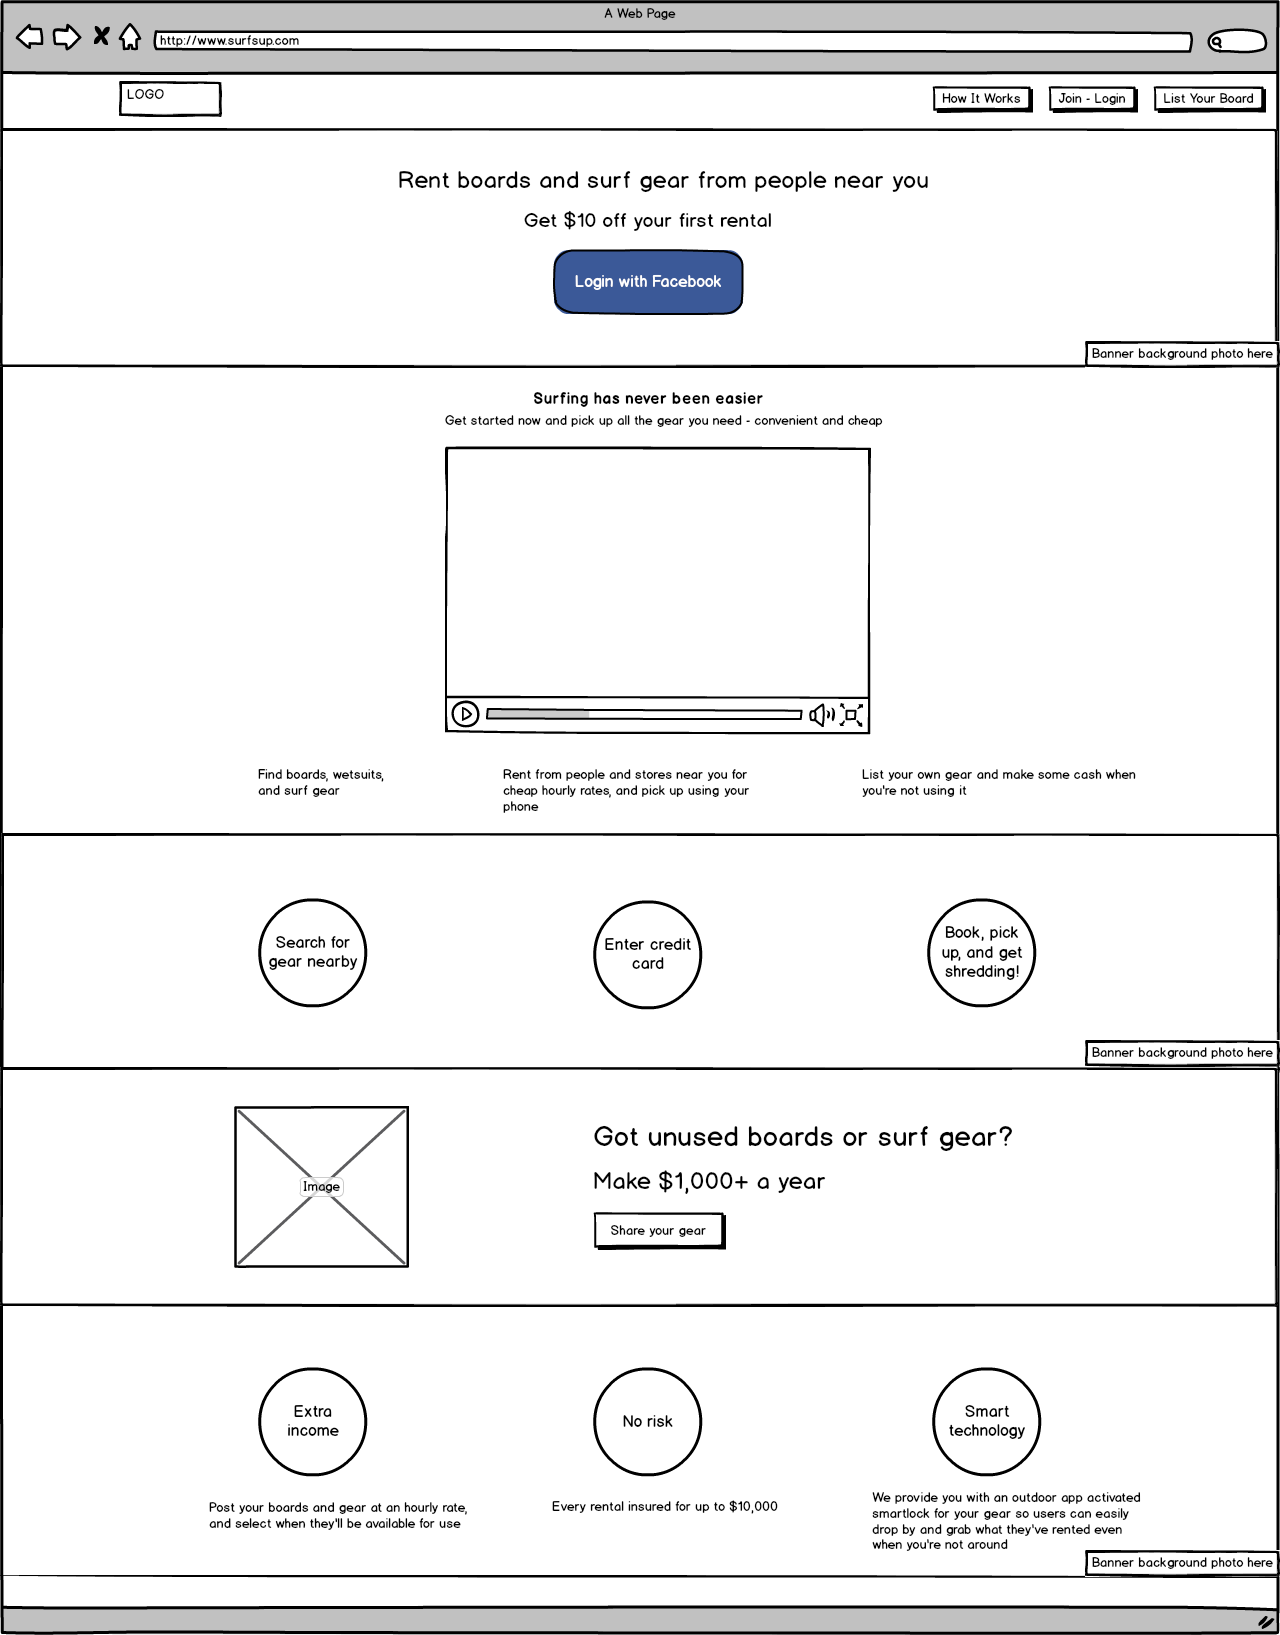 A Web Page
http://www.surfsup.com
LOGO
How It Works
Join - Login
List Your Board
Rent boards and surf gear from people near you
Get $10 off your first rental
Login with Facebook
Banner background photo here
Surfing has never been easier
Get started now and pick up all the gear you need - convenient and cheap
Find boards, wetsuits,
and surf gear
Rent from people and stores near you for
cheap hourly rates, and pick up using your
phone
List your own gear and make some cash when
you're not using it
Search for
gear nearby
Enter credit
card
Book, pick
up, and get
shredding!
Banner background photo here
Image
Got unused boards or surf gear?
Make $1,000+ a year
Share your gear
Extra
income
No risk
Smart
technology
Post your boards and gear at an hourly rate,
and select when they'll be available for use
Every rental insured for up to $10,000
We provide you with an outdoor app activated
smartlock for your gear so users can easily
drop by and grab what they've rented even
when you're not around
Banner background photo here